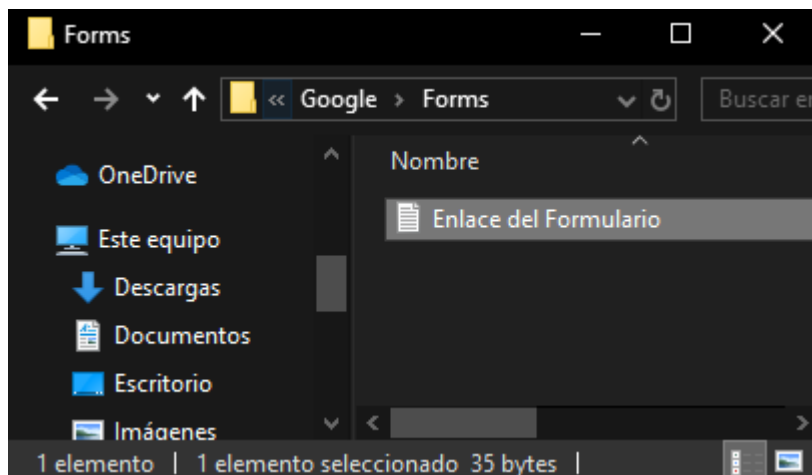 Forms
« Google > Forms
Buscar en
Nombre
OneDrive
Enlace del Formulario
Este equipo
Descargas
Documentos
Escritorio
Imágenes
1 elemento | 1 elemento seleccionado 35 bytes |